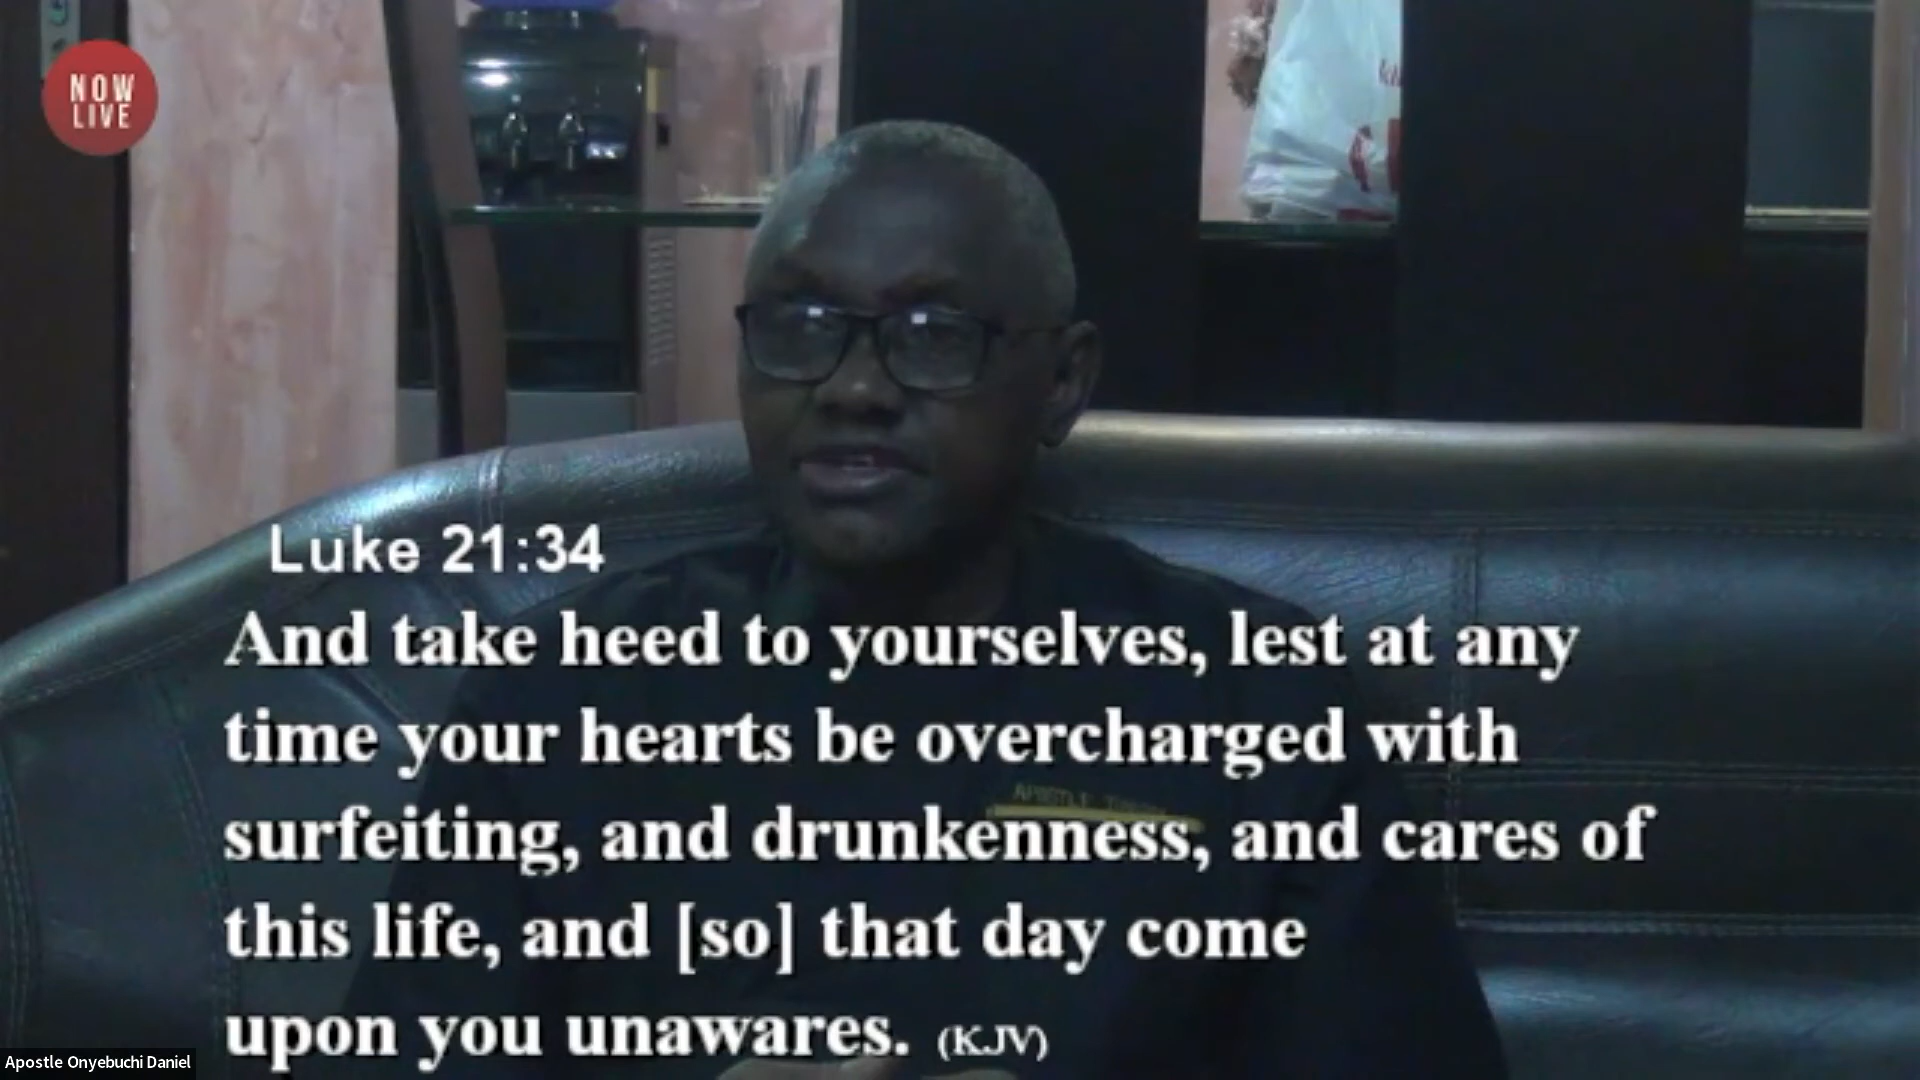 NOW
LIVE
Luke 21:34
And take heed to yourselves, lest at any
time your hearts be overcharged with
surfeiting, and drunkenness, and cares of
this life, and [so] that day come
upon you unawares. (KJV)
APOSTLE
Apostle Onyebuchi Daniel